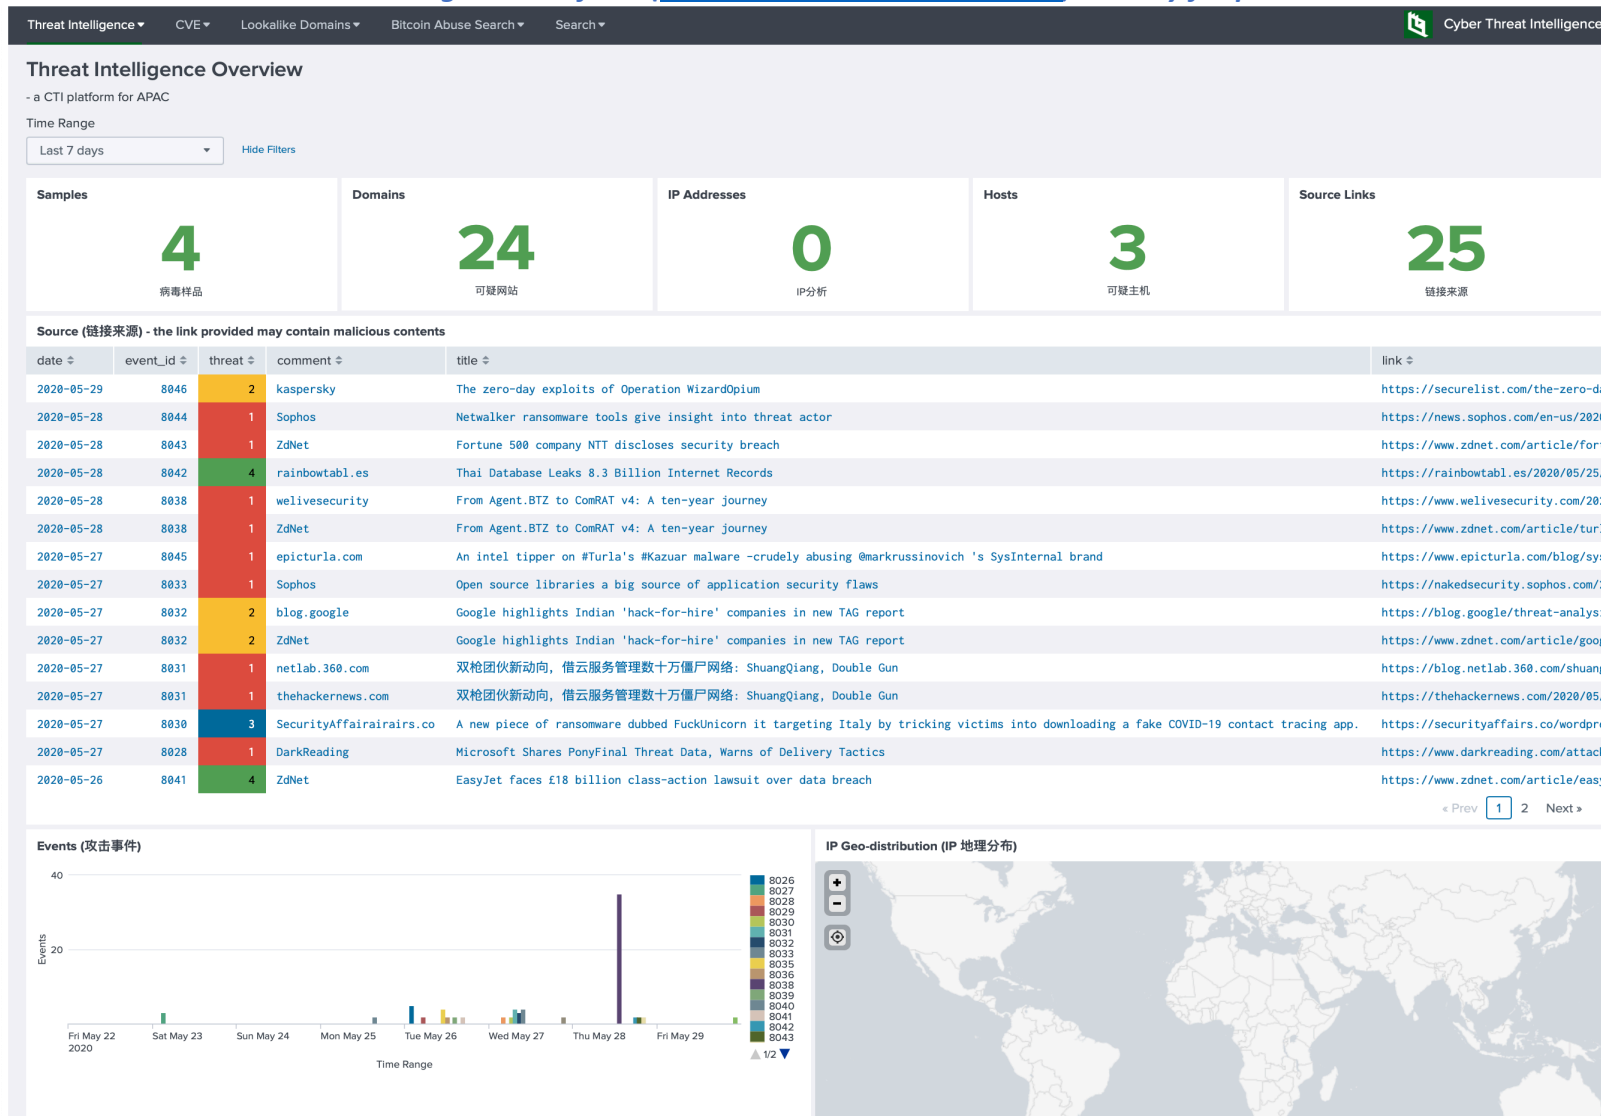 Threat Intelligence CVE Lookalike Domains Bitcoin Abuse Search Search Cyber Threat Intelligence
Threat Intelligence Overview
- a CTI platform for APAC
Time Range
Last 7 days Hide Filters
Samples Domains IP Addresses Hosts Source Links
4 24 0 3 25
病毒样品 可疑网站 IP分析 可疑主机 链接来源
Source (链接来源) - the link provided may contain malicious contents
date event_id threat comment title link
2020-05-29 8046 2 kaspersky The zero-day exploits of Operation WizardOpium https://securelist.com/the-zero-da
2020-05-28 8044 1 Sophos Netwalker ransomware tools give insight into threat actor https://news.sophos.com/en-us/202
2020-05-28 8043 1 ZdNet Fortune 500 company NTT discloses security breach https://www.zdnet.com/article/for
2020-05-28 8042 4 rainbowtabl.es Thai Database Leaks 8.3 Billion Internet Records https://rainbowtabl.es/2020/05/25/
2020-05-28 8038 1 welivesecurity From Agent.BTZ to ComRAT v4: A ten-year journey https://www.welivesecurity.com/20
2020-05-28 8038 1 ZdNet From Agent.BTZ to ComRAT v4: A ten-year journey https://www.zdnet.com/article/tur
2020-05-27 8045 1 epicturla.com An intel tipper on #Turla's #Kazuar malware -crudely abusing @markrussinovich 's SysInternal brand https://www.epicturla.com/blog/sys
2020-05-27 8033 1 Sophos Open source libraries a big source of application security flaws https://nakedsecurity.sophos.com/
2020-05-27 8032 2 blog.google Google highlights Indian 'hack-for-hire' companies in new TAG report https://blog.google/threat-analys
2020-05-27 8032 2 ZdNet Google highlights Indian 'hack-for-hire' companies in new TAG report https://www.zdnet.com/article/goog
2020-05-27 8031 1 netlab.360.com 双枪团伙新动向，借云服务管理数十万僵尸网络: ShuangQiang, Double Gun https://blog.netlab.360.com/shuang
2020-05-27 8031 1 thehackernews.com 双枪团伙新动向，借云服务管理数十万僵尸网络: ShuangQiang, Double Gun https://thehackernews.com/2020/05/
2020-05-27 8030 3 SecurityAffairairairs.co A new piece of ransomware dubbed FuckUnicorn it targeting Italy by tricking victims into downloading a fake COVID-19 contact tracing app. https://securityaffairs.co/wordpre
2020-05-27 8028 1 DarkReading Microsoft Shares PonyFinal Threat Data, Warns of Delivery Tactics https://www.darkreading.com/attack
2020-05-26 8041 4 ZdNet EasyJet faces £18 billion class-action lawsuit over data breach https://www.zdnet.com/article/easy
« Prev 1 2 Next »
Events (攻击事件)
40
20
Events
Fri May 22 Sat May 23 Sun May 24 Mon May 25 Tue May 26 Wed May 27 Thu May 28 Fri May 29
2020
Time Range
8026
8027
8028
8029
8030
8031
8032
8033
8035
8036
8038
8039
8040
8041
8042
8043
1/2
IP Geo-distribution (IP 地理分布)
+
-